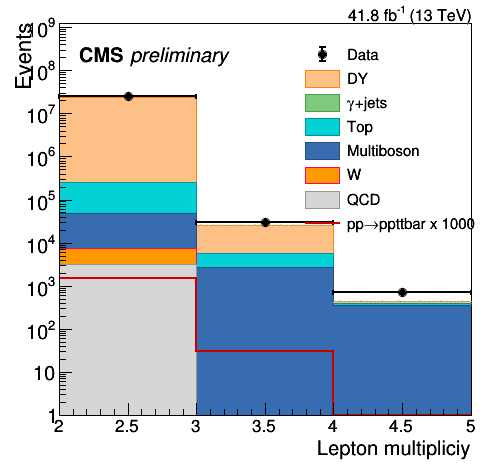 41.8 fb⁻¹ (13 TeV)
Events
CMS preliminary
Data
DY
γ+jets
Top
Multiboson
W
QCD
pp→ppttbar x 1000
10⁹
10⁸
10⁷
10⁶
10⁵
10⁴
10³
10²
10
1
2 2.5 3 3.5 4 4.5 5
Lepton multipliciy